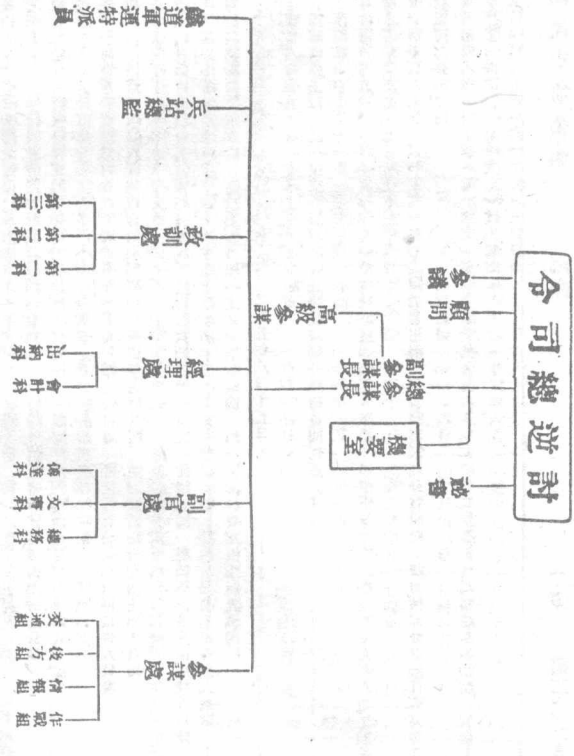 討逆總司令
祕書
顧問
參議
機要室
總參謀長
副參謀長
高級參謀
參謀處
作戰組
情報組
後方組
交通組
副官處
總務科
文書科
傳達科
經理處
會計科
出納科
政訓處
第一科
第二科
第三科
兵站總監
鐵道軍運特派員